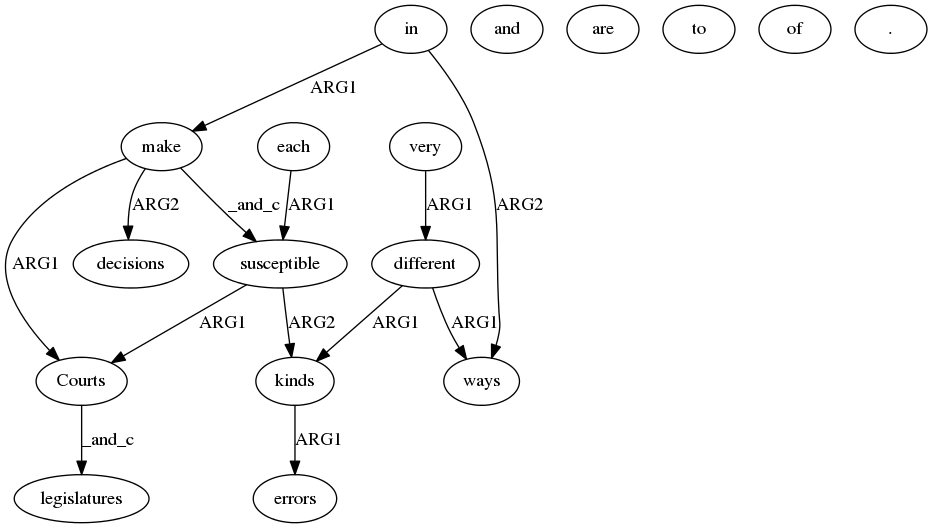 in and are to of .
ARG1
make each very
ARG2 _and_c ARG1 ARG1 ARG2
ARG1 decisions susceptible different
ARG1 ARG2 ARG1 ARG1
Courts kinds ways
_and_c ARG1
legislatures errors